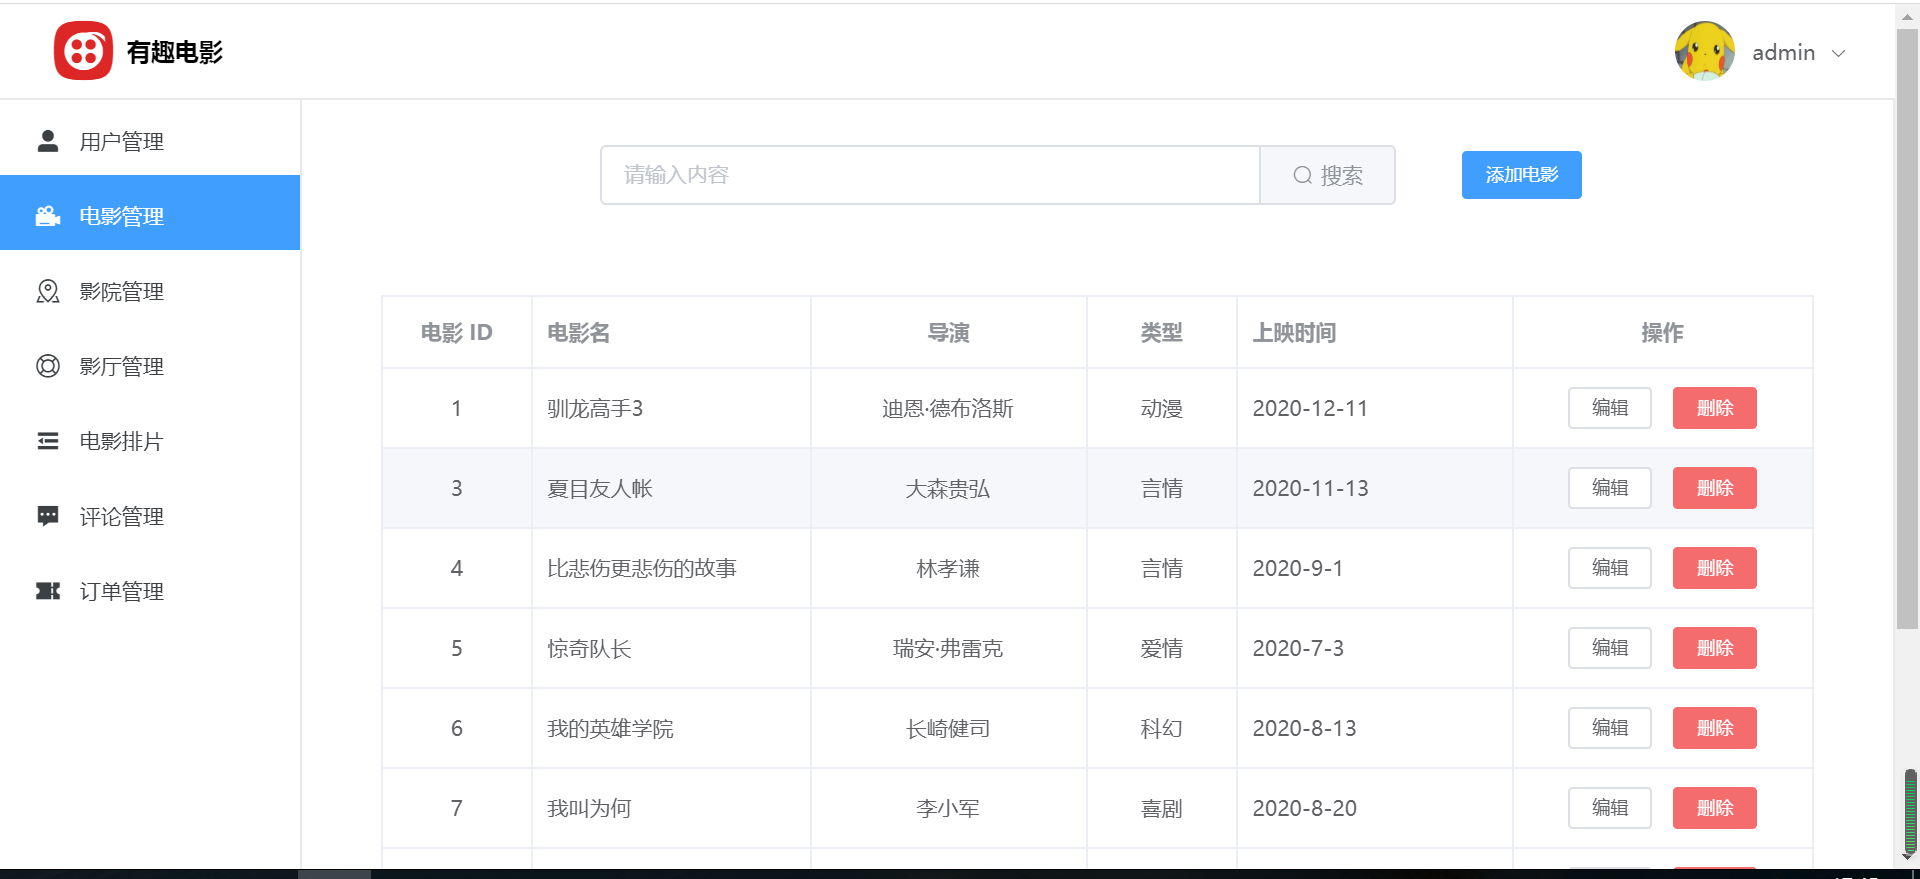 有趣电影
admin
用户管理
电影管理
影院管理
影厅管理
电影排片
评论管理
订单管理
请输入内容 搜索 添加电影
电影 ID 电影名 导演 类型 上映时间 操作
1 驯龙高手3 迪恩·德布洛斯 动漫 2020-12-11 编辑 删除
3 夏目友人帐 大森贵弘 言情 2020-11-13 编辑 删除
4 比悲伤更悲伤的故事 林孝谦 言情 2020-9-1 编辑 删除
5 惊奇队长 瑞安·弗雷克 爱情 2020-7-3 编辑 删除
6 我的英雄学院 长崎健司 科幻 2020-8-13 编辑 删除
7 我叫为何 李小军 喜剧 2020-8-20 编辑 删除